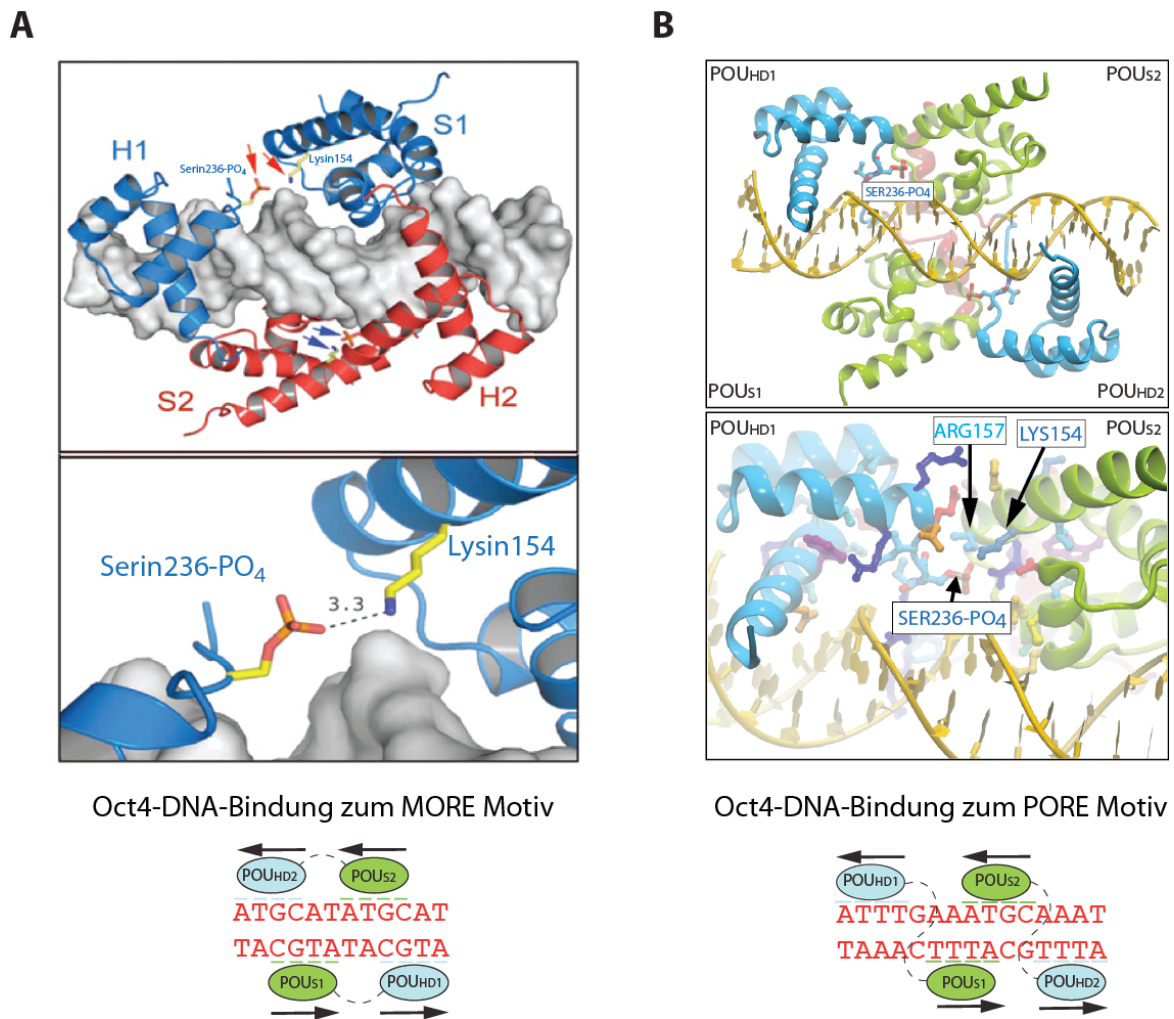 A
H1
Serin236-PO4
Lysin154
S1
S2
H2
Serin236-PO4
3.3
Lysin154
Oct4-DNA-Bindung zum MORE Motiv
POUHD2
POUS2
ATGCATATGCAT
TACGTATACGTA
POUS1
POUHD1
B
POUHD1
POUS2
SER236-PO4
POUS1
POUHD2
POUHD1
ARG157
LYS154
POUS2
SER236-PO4
Oct4-DNA-Bindung zum PORE Motiv
POUHD1
POUS2
ATTTGAAATGCAAAT
TAAACTTTACGTTTA
POUS1
POUHD2